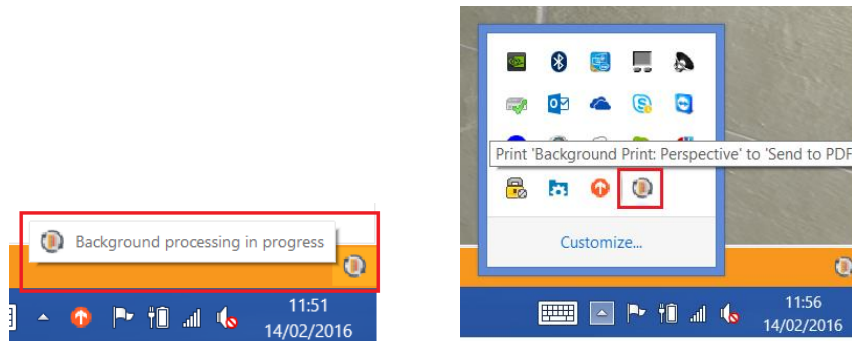 Background processing in progress
11:51
14/02/2016
Print 'Background Print: Perspective' to 'Send to PDF
Customize...
11:56
14/02/2016